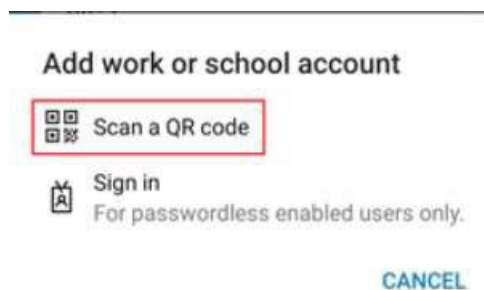 Add work or school account
Scan a QR code
Sign in
For passwordless enabled users only.
CANCEL